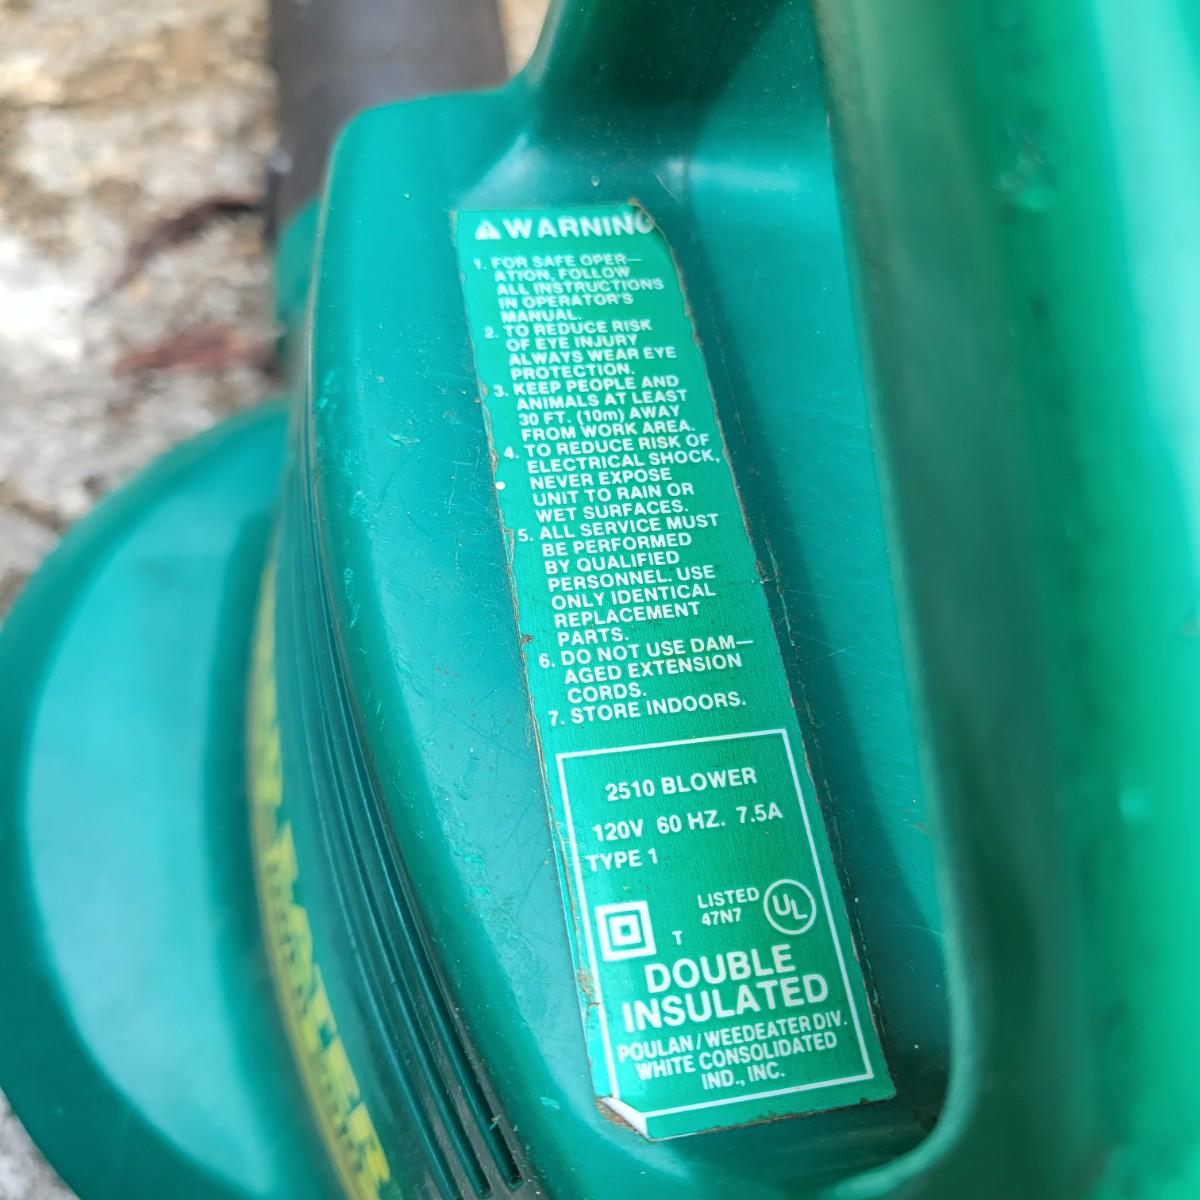 WARNING
1. FOR SAFE OPER—
ATION, FOLLOW
ALL INSTRUCTIONS
IN OPERATOR'S
MANUAL.
2. TO REDUCE RISK
OF EYE INJURY
ALWAYS WEAR EYE
PROTECTION.
3. KEEP PEOPLE AND
ANIMALS AT LEAST
30 FT. (10m) AWAY
FROM WORK AREA.
4. TO REDUCE RISK OF
ELECTRICAL SHOCK,
NEVER EXPOSE
UNIT TO RAIN OR
WET SURFACES.
5. ALL SERVICE MUST
BE PERFORMED
BY QUALIFIED
PERSONNEL. USE
ONLY IDENTICAL
REPLACEMENT
PARTS.
6. DO NOT USE DAM—
AGED EXTENSION
CORDS.
7. STORE INDOORS.
2510 BLOWER
120V 60 HZ. 7.5A
TYPE 1
LISTED
47N7
UL
T
DOUBLE
INSULATED
POULAN/WEEDEATER DIV.
WHITE CONSOLIDATED
IND., INC.